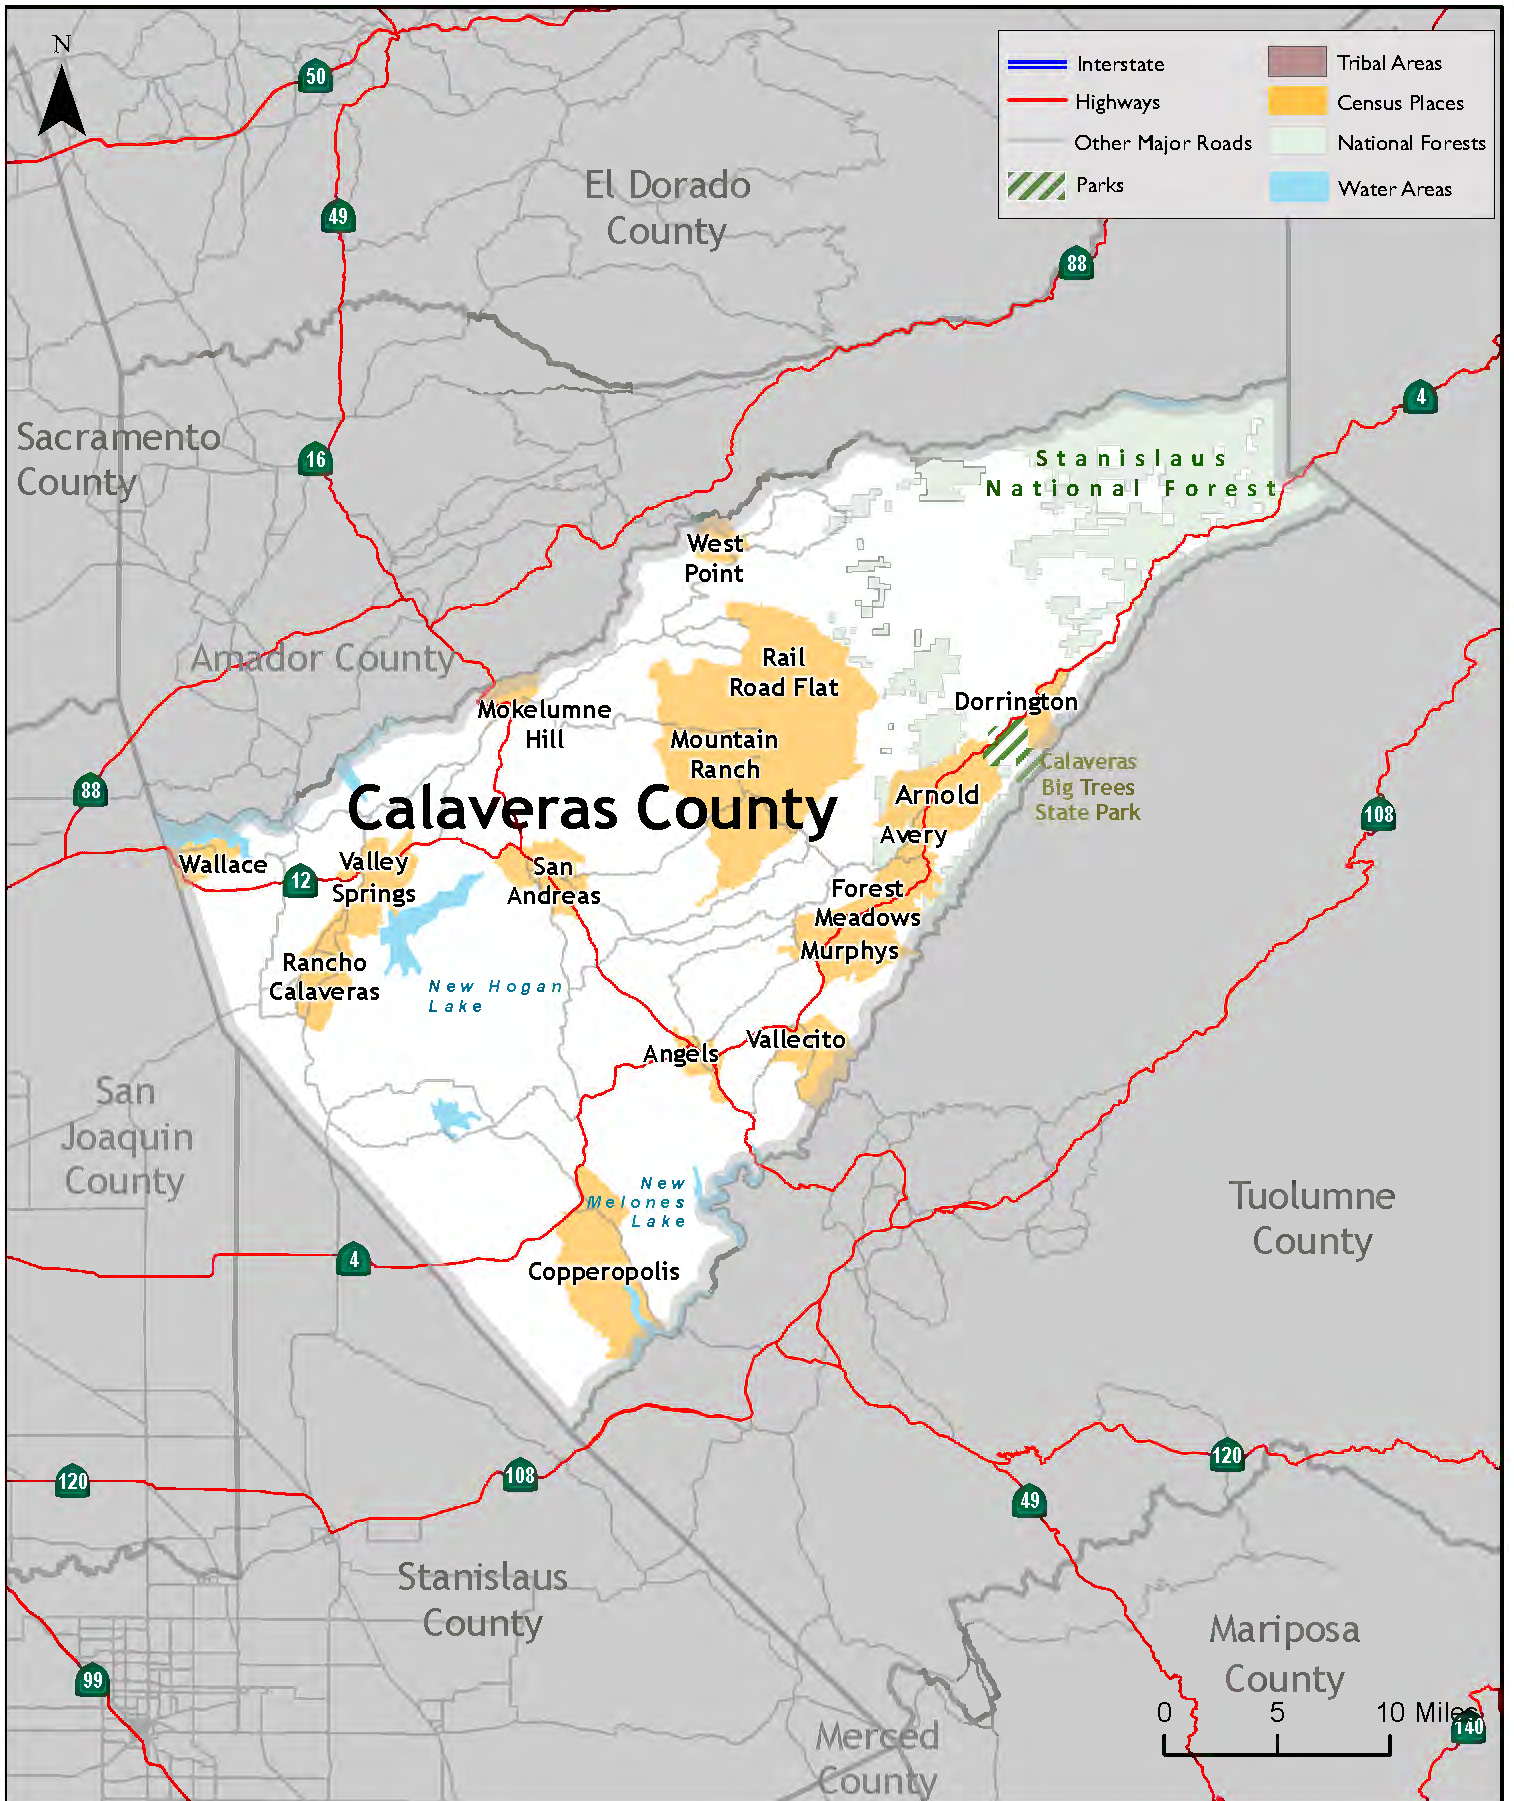 N
50
Interstate
Highways
Other Major Roads
Parks
Tribal Areas
Census Places
National Forests
Water Areas
El Dorado
County
49
88
4
Sacramento
County
16
Stanislaus
National Forest
West
Point
Amador County
Rail
Road Flat
Mokelumne
Hill
Dorrington
Mountain
Ranch
Calaveras
Big Trees
State Park
88
Arnold
Calaveras County
108
Avery
Wallace
12
Valley
Springs
San
Andreas
Forest
Meadows
Murphys
Rancho
Calaveras
New Hogan
Lake
Angels
Vallecito
San
Joaquin
County
New
Melones
Lake
Tuolumne
County
4
Copperopolis
120
108
120
49
Stanislaus
County
Mariposa
County
99
Merced
County
0 5 10 Miles
140